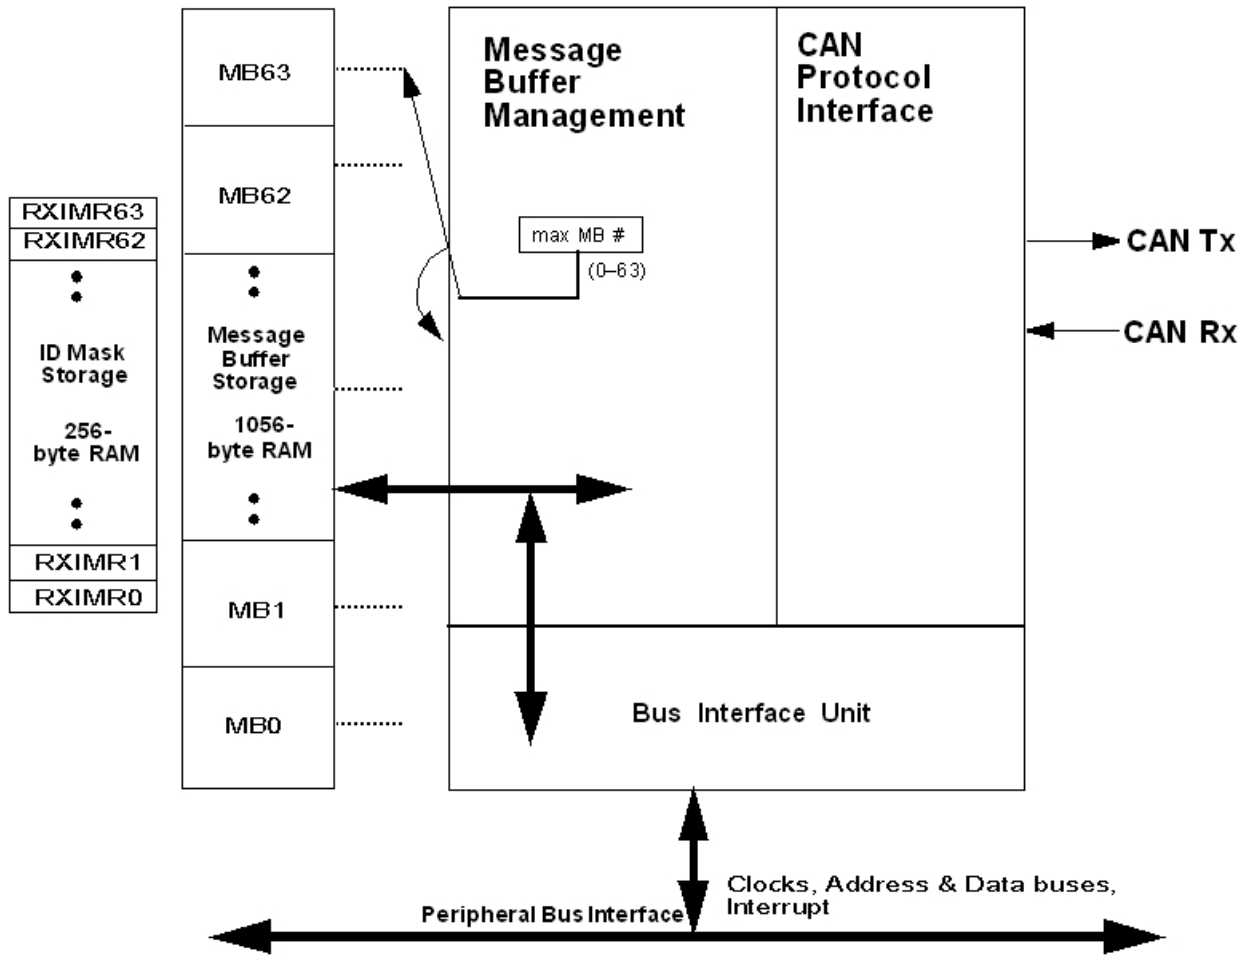 RXIMR63
RXIMR62
ID Mask
Storage
256-
byte RAM
RXIMR1
RXIMR0
MB63
MB62
Message
Buffer
Storage
1056-
byte RAM
MB1
MB0
Message
Buffer
Management
max MB #
(0–63)
CAN
Protocol
Interface
CAN Tx
CAN Rx
Bus Interface Unit
Clocks, Address & Data buses,
Interrupt
Peripheral Bus Interface